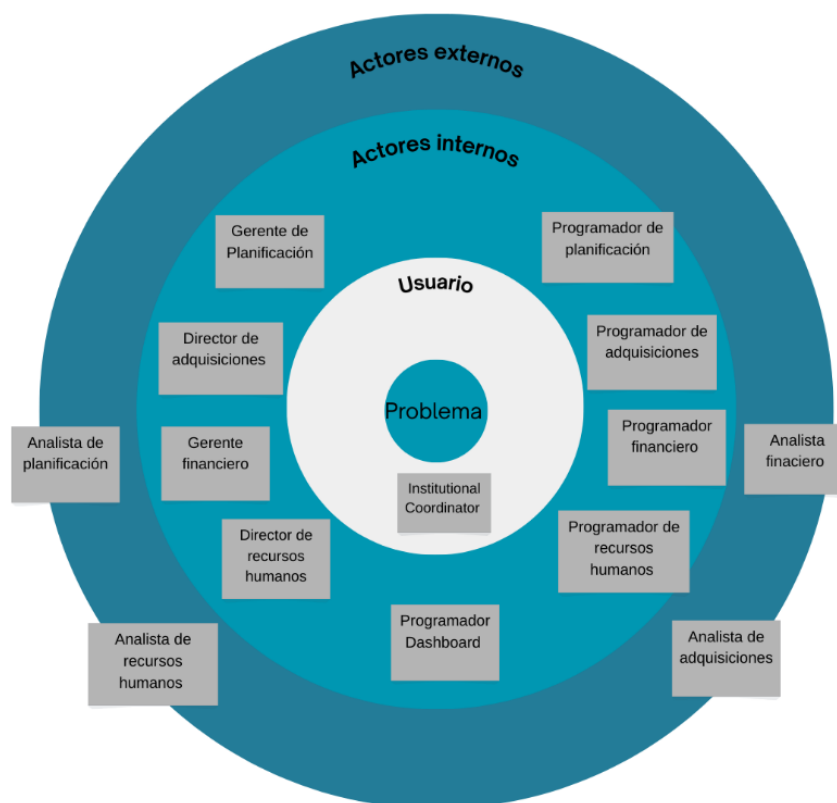 Actores externos
Actores internos
Gerente de
Planificación
Programador de
planificación
Usuario
Director de
adquisiciones
Programador de
adquisiciones
Problema
Analista de
planificación
Gerente
financiero
Programador
financiero
Analista
finaciero
Institutional
Coordinator
Director de
recursos
humanos
Programador de
recursos
humanos
Programador
Dashboard
Analista de
recursos
humanos
Analista de
adquisiciones